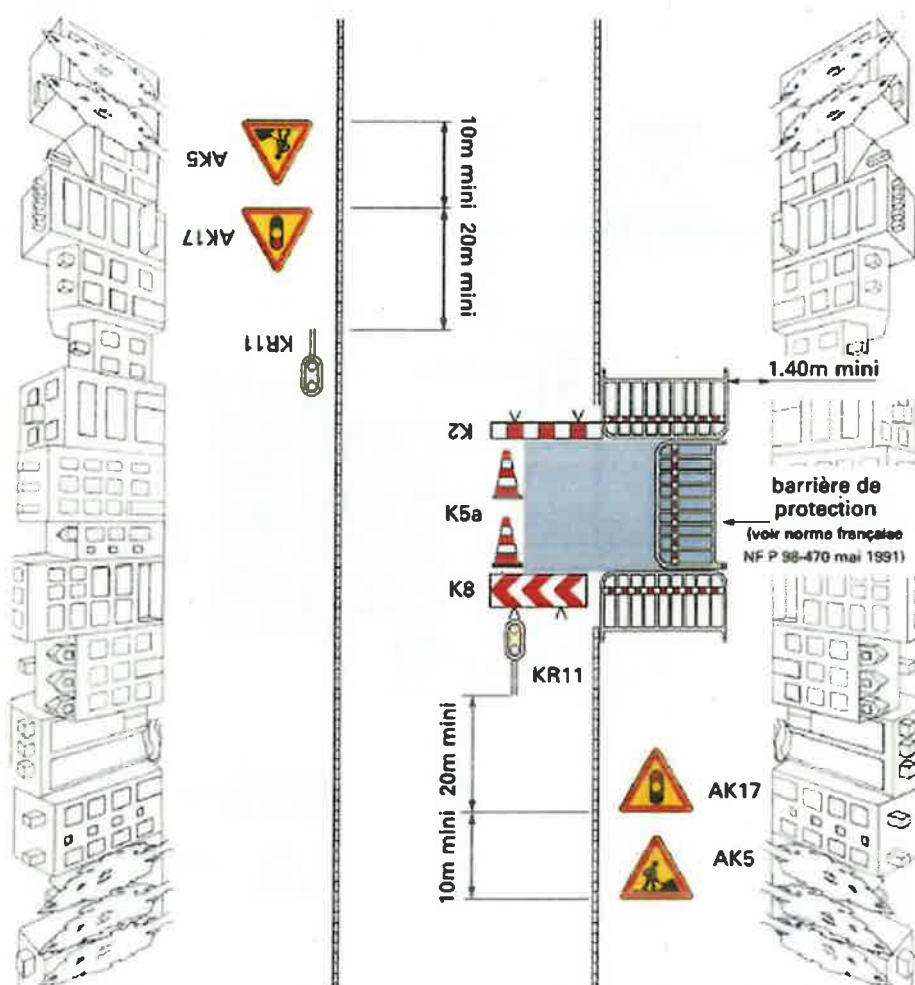 AK5
10m mini
AK17
20m mini
KR11
1.40m mini
K2
K5a
barrière de
protection
(voir norme française
NF P 98-470 mai 1991)
K8
KR11
20m mini
AK17
10m mini
AK5